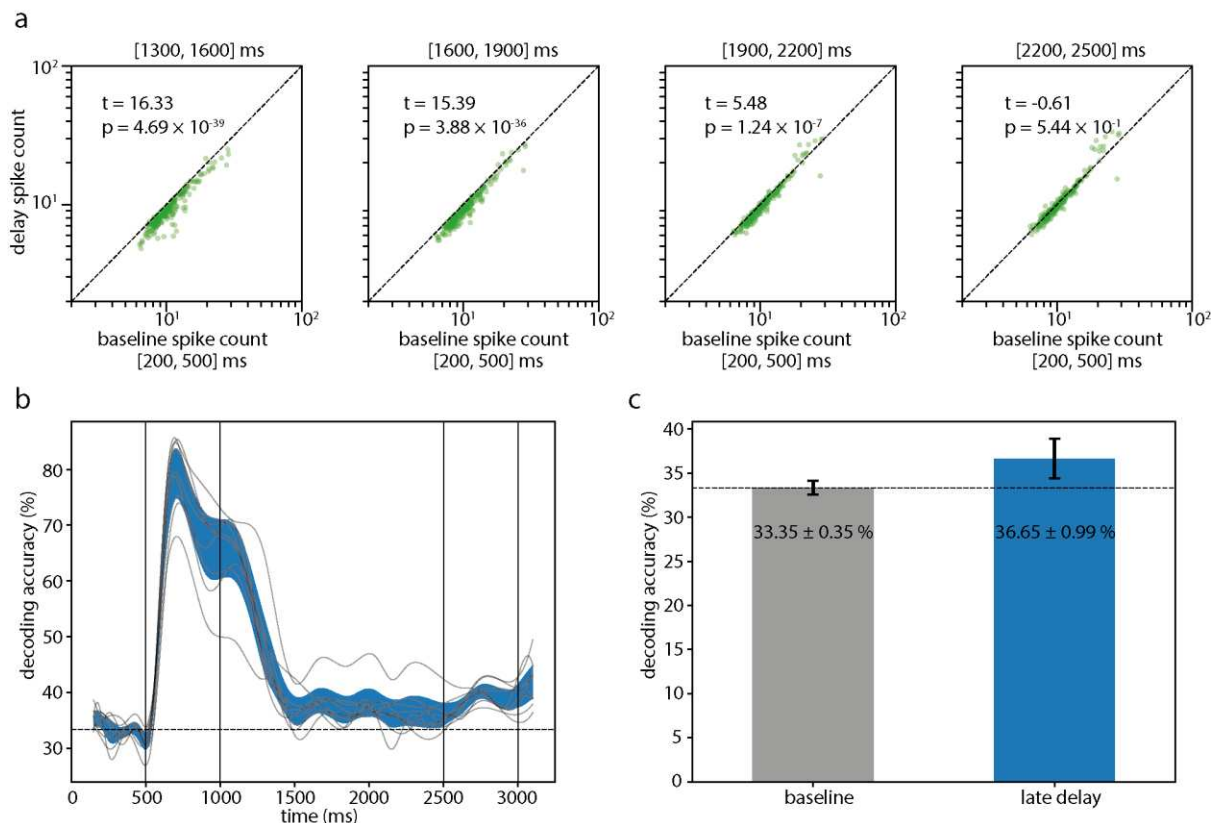 a
[1300, 1600] ms
[1600, 1900] ms
[1900, 2200] ms
[2200, 2500] ms
10²
t = 16.33
p = 4.69 × 10⁻³⁹
t = 15.39
p = 3.88 × 10⁻³⁶
t = 5.48
p = 1.24 × 10⁻⁷
t = -0.61
p = 5.44 × 10⁻¹
delay spike count
10¹
10¹ 10²
10¹ 10²
10¹ 10²
10¹ 10²
baseline spike count
[200, 500] ms
baseline spike count
[200, 500] ms
baseline spike count
[200, 500] ms
baseline spike count
[200, 500] ms
b
decoding accuracy (%)
80
70
60
50
40
30
0 500 1000 1500 2000 2500 3000
time (ms)
c
decoding accuracy (%)
40
35
30
25
20
15
10
5
0
33.35 ± 0.35 %
36.65 ± 0.99 %
baseline
late delay